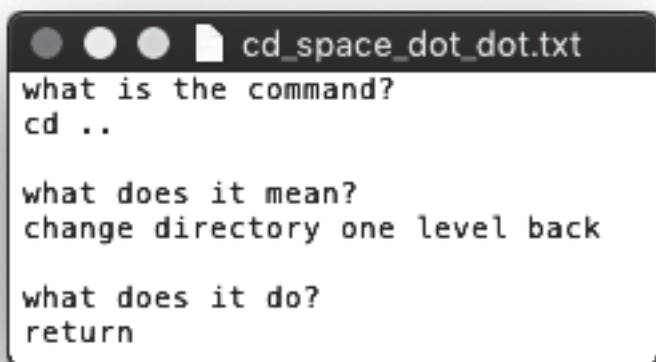 cd_space_dot_dot.txt
what is the command?
cd ..
what does it mean?
change directory one level back
what does it do?
return